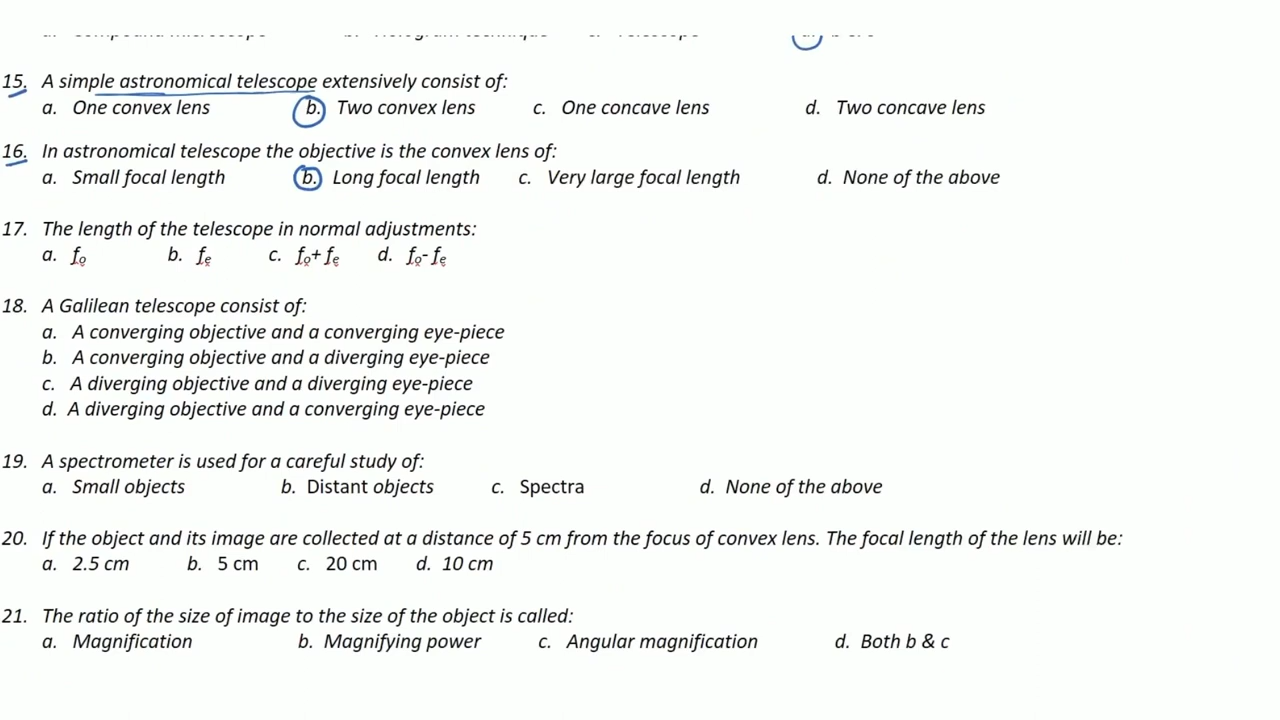 15. A simple astronomical telescope extensively consist of:
a. One convex lens b. Two convex lens c. One concave lens d. Two concave lens
16. In astronomical telescope the objective is the convex lens of:
a. Small focal length b. Long focal length c. Very large focal length d. None of the above
17. The length of the telescope in normal adjustments:
a. fo b. fe c. fo+ fe d. fo- fe
18. A Galilean telescope consist of:
a. A converging objective and a converging eye-piece
b. A converging objective and a diverging eye-piece
c. A diverging objective and a diverging eye-piece
d. A diverging objective and a converging eye-piece
19. A spectrometer is used for a careful study of:
a. Small objects b. Distant objects c. Spectra d. None of the above
20. If the object and its image are collected at a distance of 5 cm from the focus of convex lens. The focal length of the lens will be:
a. 2.5 cm b. 5 cm c. 20 cm d. 10 cm
21. The ratio of the size of image to the size of the object is called:
a. Magnification b. Magnifying power c. Angular magnification d. Both b & c